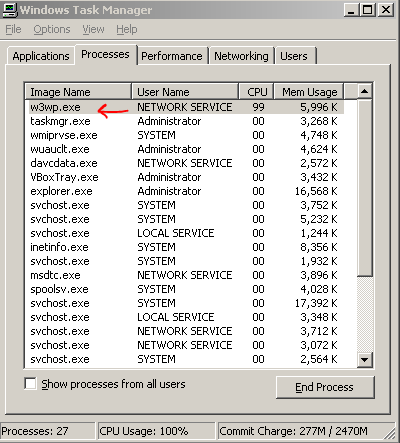 Windows Task Manager
File Options View Help
Applications Processes Performance Networking Users
Image Name User Name CPU Mem Usage
w3wp.exe NETWORK SERVICE 99 5,996 K
taskmgr.exe Administrator 00 3,268 K
wmiprvse.exe SYSTEM 00 4,748 K
wuauclt.exe Administrator 00 4,624 K
davcdata.exe NETWORK SERVICE 00 2,572 K
VBoxTray.exe Administrator 00 3,432 K
explorer.exe Administrator 00 16,568 K
svchost.exe SYSTEM 00 3,752 K
svchost.exe SYSTEM 00 5,232 K
svchost.exe LOCAL SERVICE 00 1,244 K
inetinfo.exe SYSTEM 00 8,356 K
svchost.exe SYSTEM 00 1,932 K
msdtc.exe NETWORK SERVICE 00 3,896 K
spoolsv.exe SYSTEM 00 4,028 K
svchost.exe SYSTEM 00 17,392 K
svchost.exe LOCAL SERVICE 00 3,348 K
svchost.exe NETWORK SERVICE 00 3,712 K
svchost.exe NETWORK SERVICE 00 3,072 K
svchost.exe SYSTEM 00 2,564 K
Show processes from all users End Process
Processes: 27 CPU Usage: 100% Commit Charge: 277M / 2470M